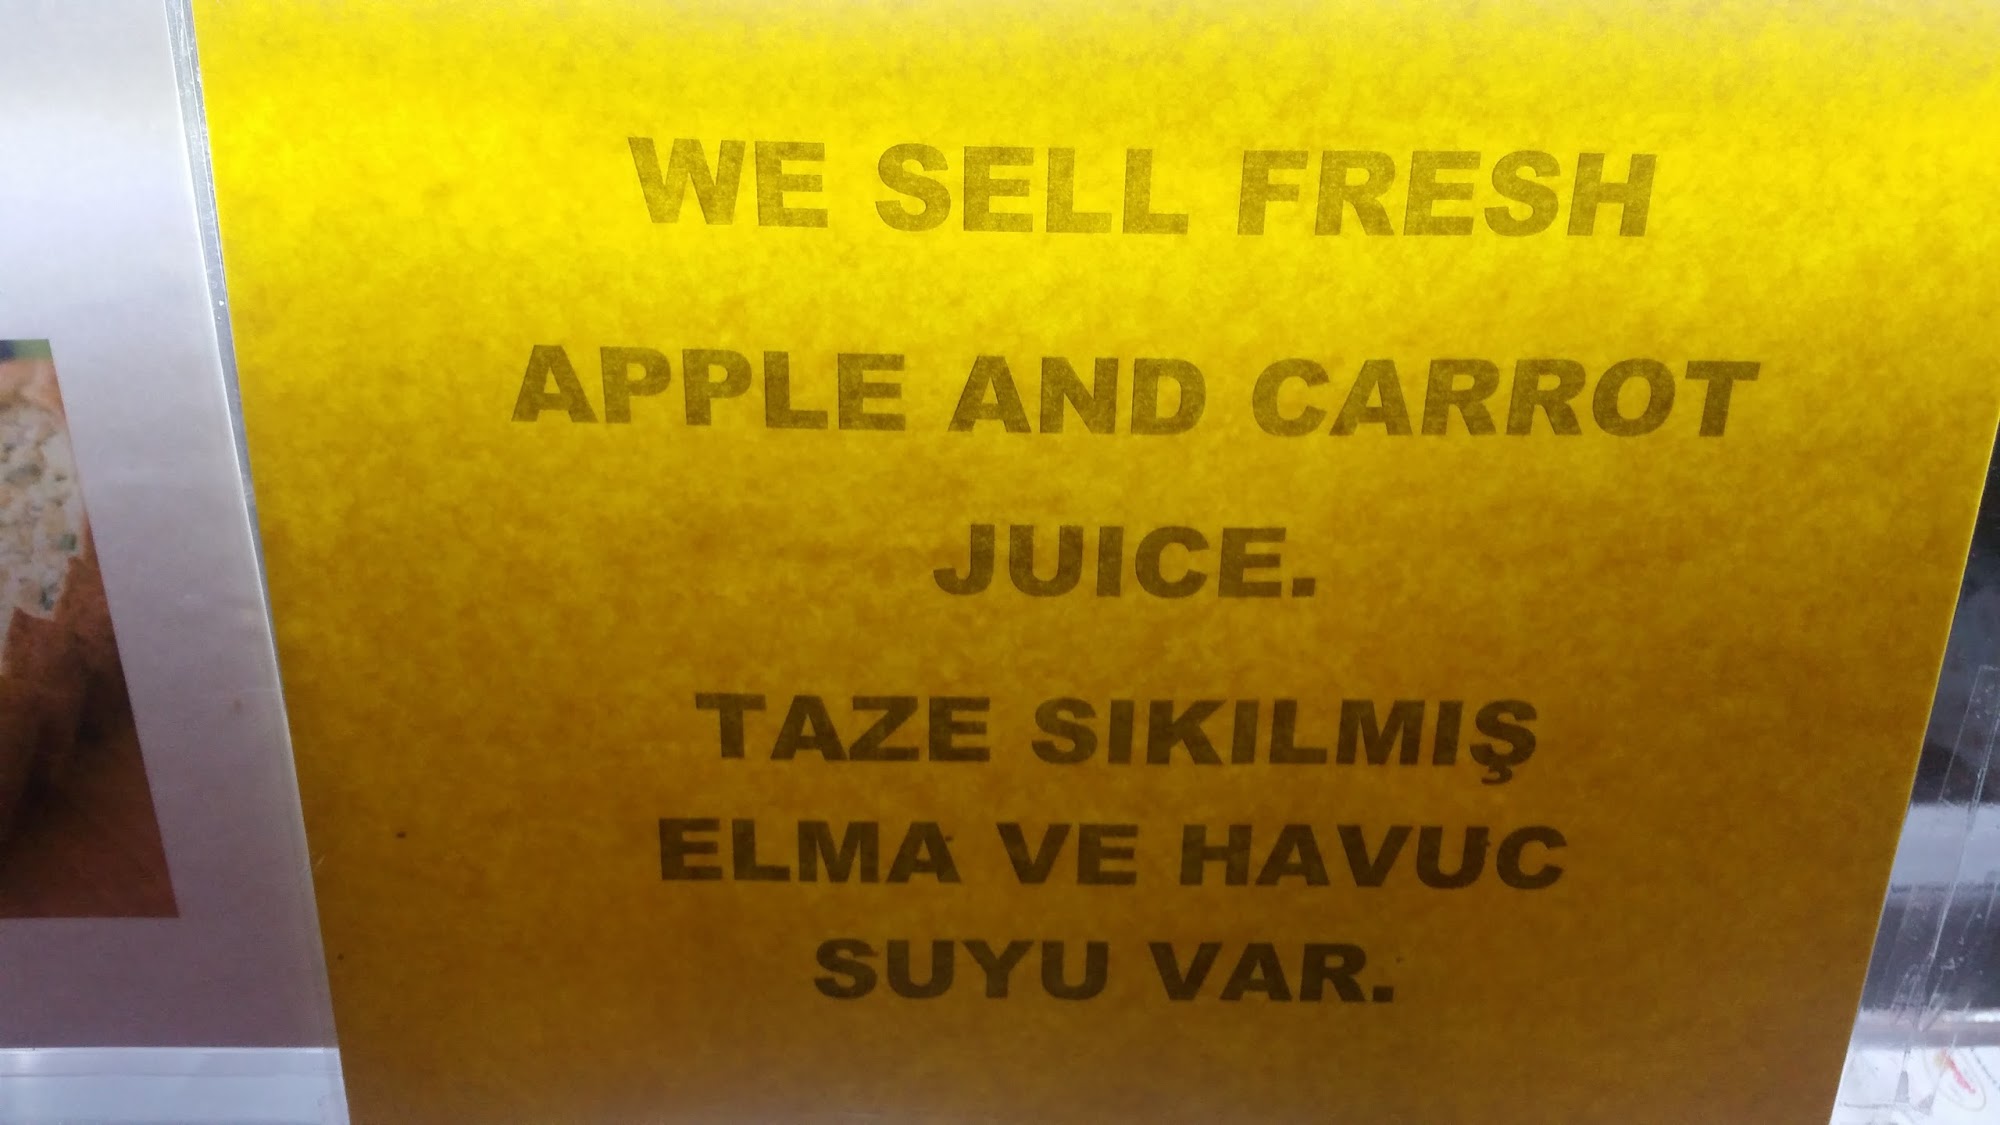 WE SELL FRESH
APPLE AND CARROT
JUICE.
TAZE SIKILMIŞ
ELMA VE HAVUC
SUYU VAR.